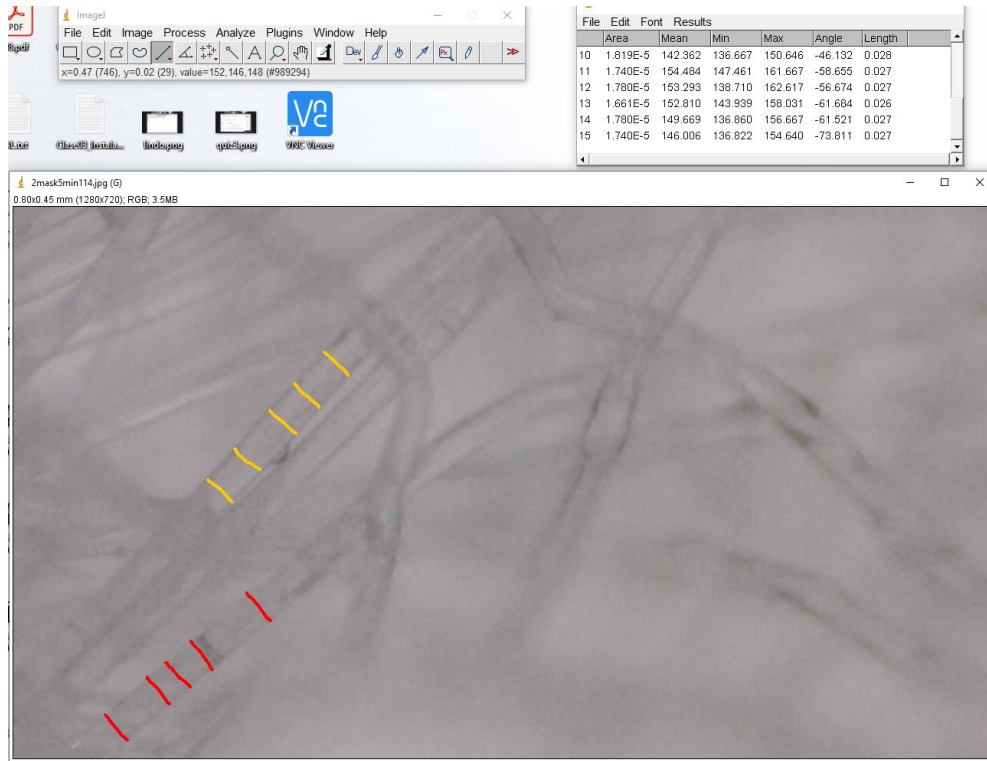 PDF
ImageJ
File Edit Image Process Analyze Plugins Window Help
Dev
x=0.47 (746), y=0.02 (29), value=152,146,148 (#989294)
lindo.png
quiz3.png
VNC Viewer
File Edit Font Results
Area Mean Min Max Angle Length
10 1.819E-5 142.362 136.667 150.646 -46.132 0.028
11 1.740E-5 154.484 147.461 161.667 -58.655 0.027
12 1.780E-5 153.293 138.710 162.617 -56.674 0.027
13 1.661E-5 152.810 143.939 158.031 -61.684 0.026
14 1.780E-5 149.669 136.860 156.667 -61.521 0.027
15 1.740E-5 146.006 136.822 154.640 -73.811 0.027
2mask5min114.jpg (G)
0.80x0.45 mm (1280x720); RGB; 3.5MB